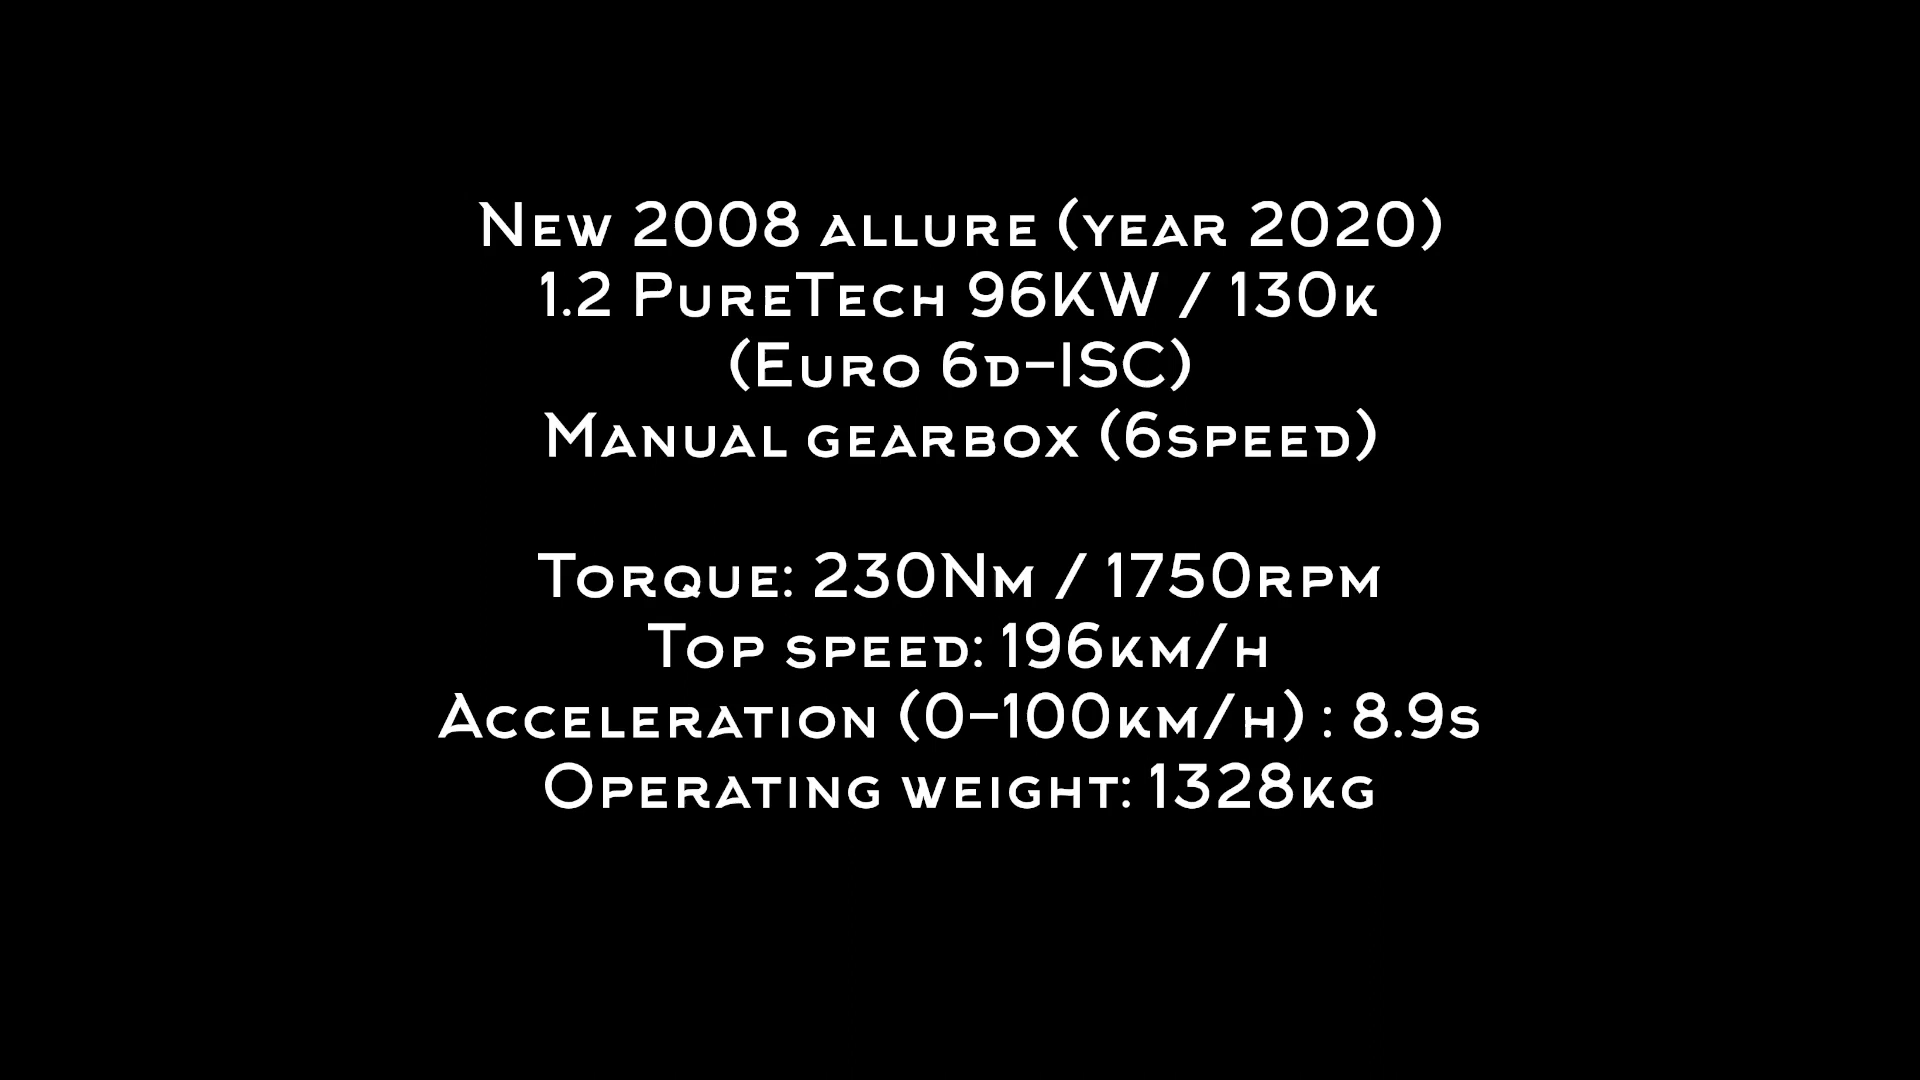 New 2008 allure (year 2020)
1.2 PureTech 96KW / 130k
(Euro 6d-ISC)
Manual gearbox (6speed)
Torque: 230Nm / 1750rpm
Top speed: 196km/h
Acceleration (0-100km/h) : 8.9s
Operating weight: 1328kg